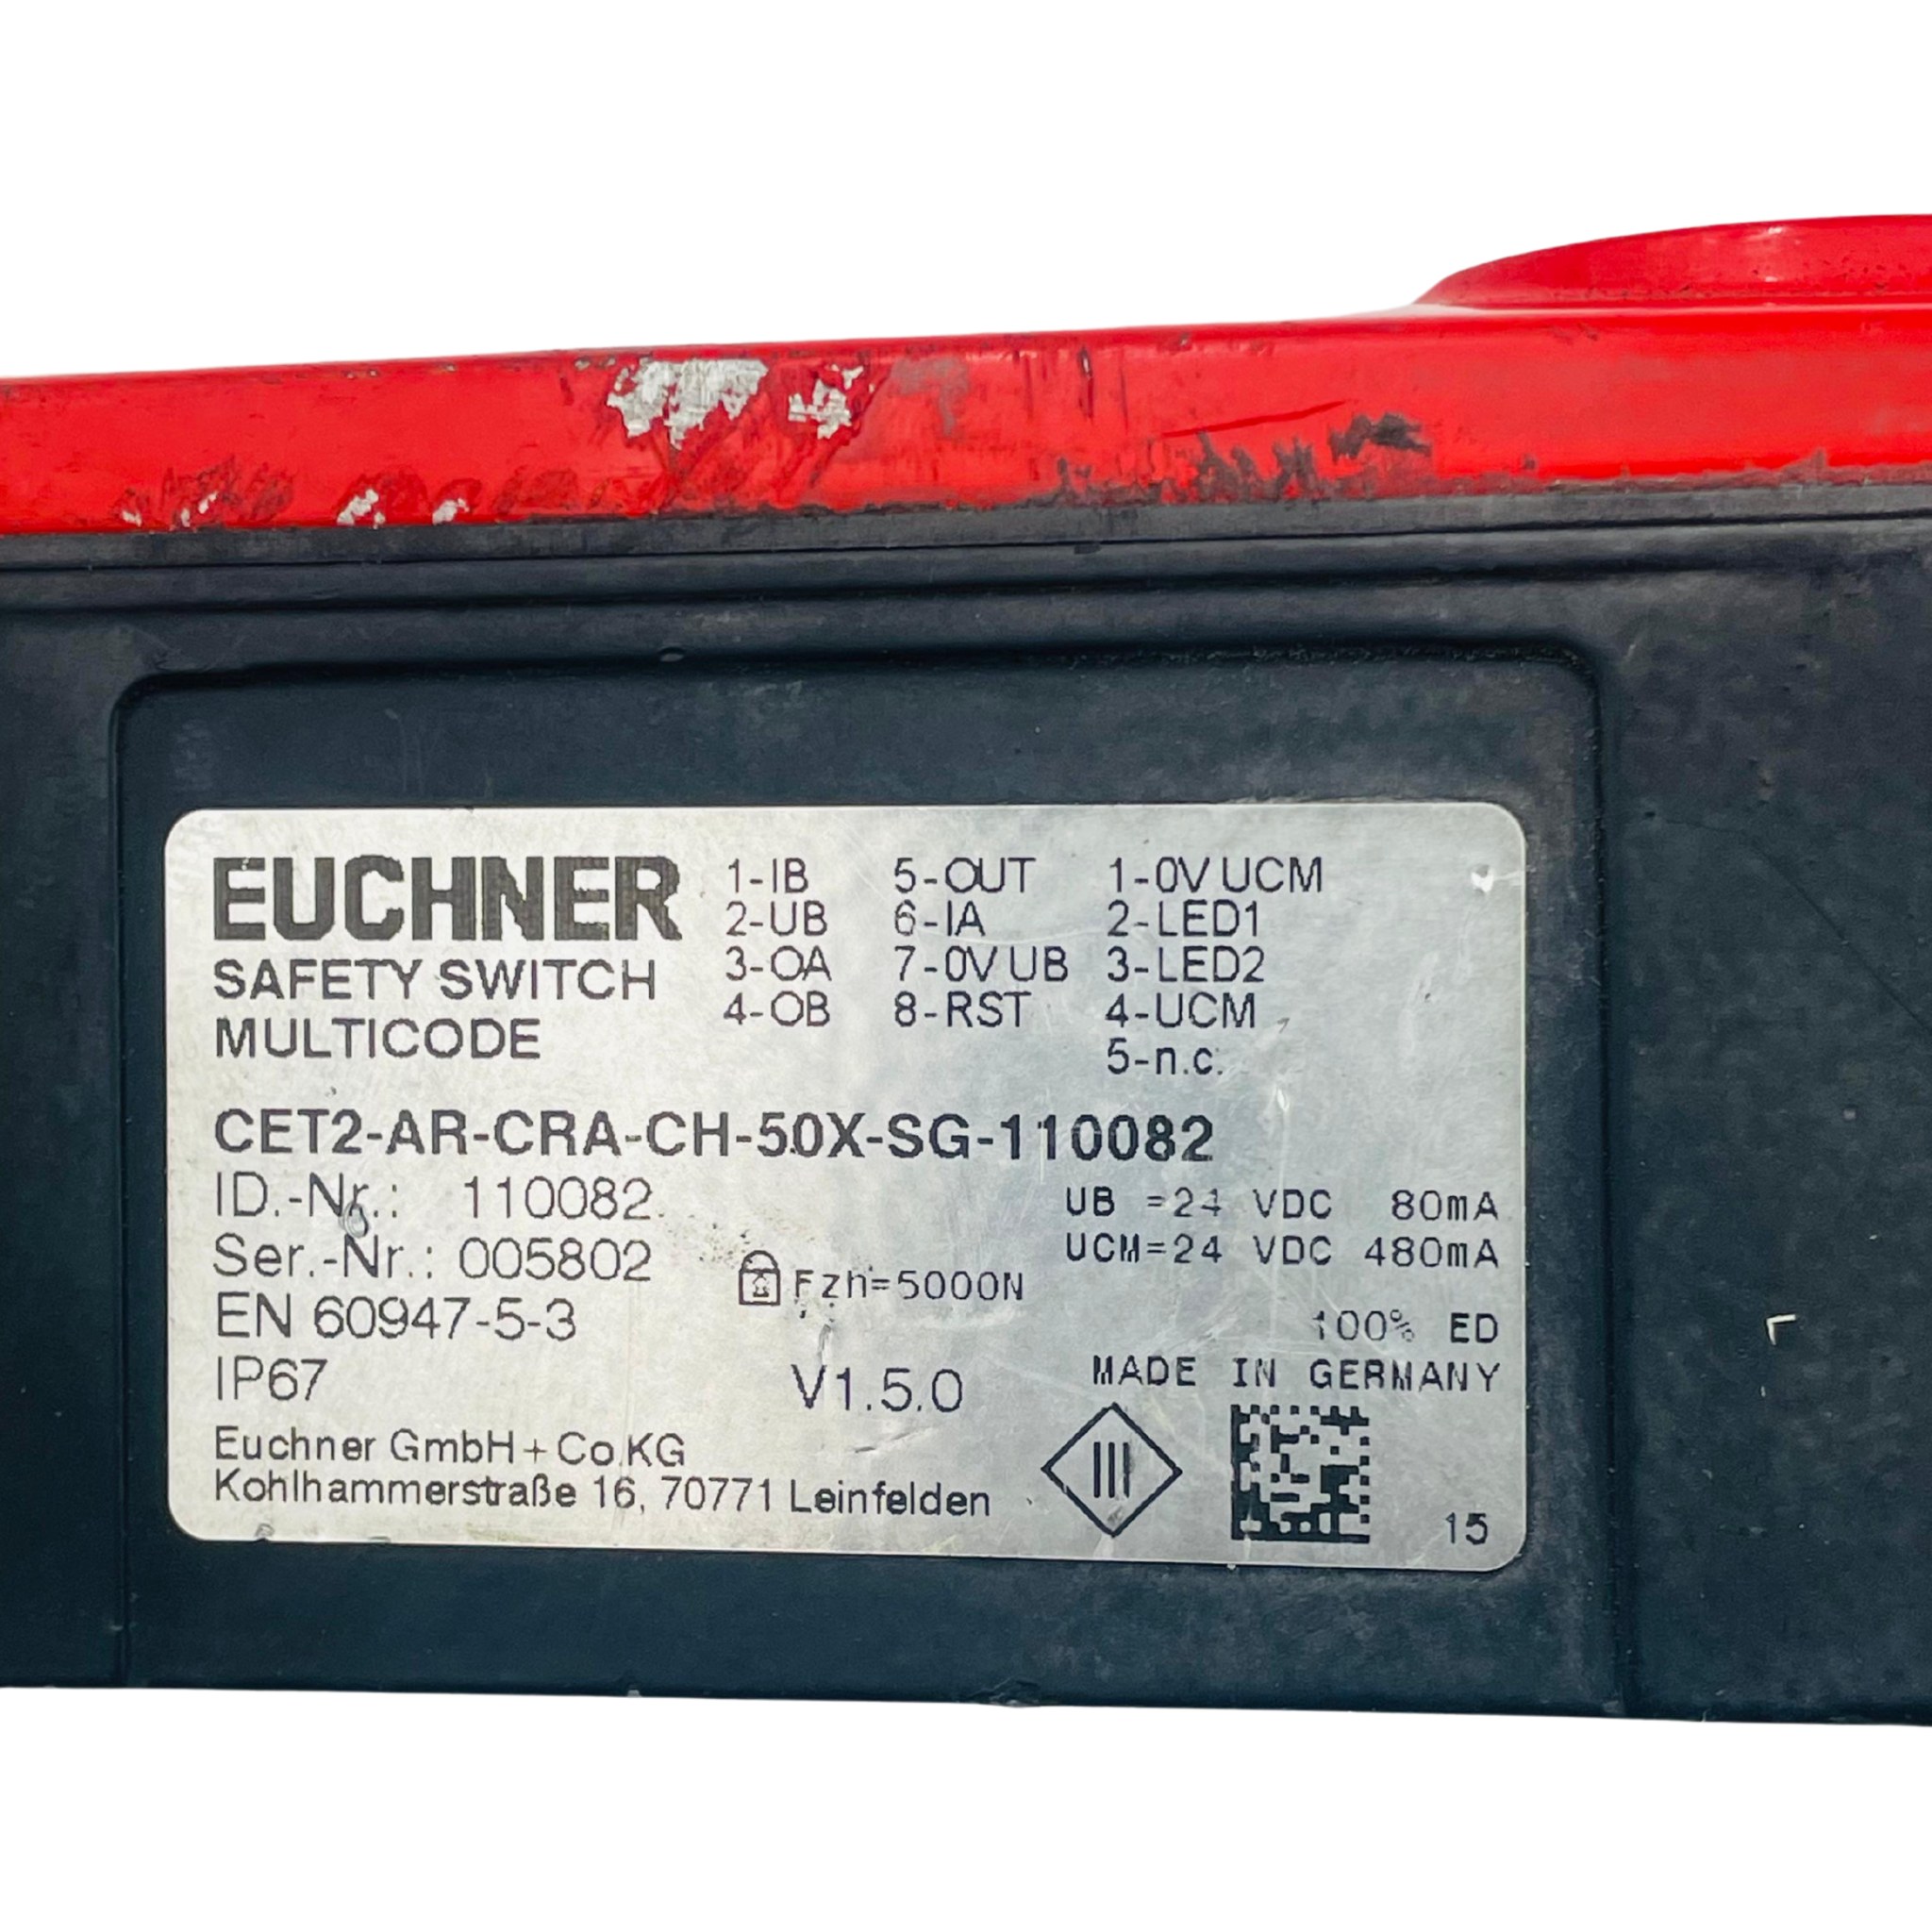 EUCHNER
SAFETY SWITCH
MULTICODE
1-IB 5-OUT 1-0V UCM
2-UB 6-IA 2-LED1
3-OA 7-0V UB 3-LED2
4-OB 8-RST 4-UCM
5-n.c.
CET2-AR-CRA-CH-50X-SG-110082
ID.-Nr.: 110082
Ser.-Nr.: 005802
EN 60947-5-3
IP67
Fzh=5000N
V1.5.0
UB =24 VDC 80mA
UCM=24 VDC 480mA
100% ED
MADE IN GERMANY
Euchner GmbH + Co.KG
Kohlhammerstraße 16, 70771 Leinfelden
III
15